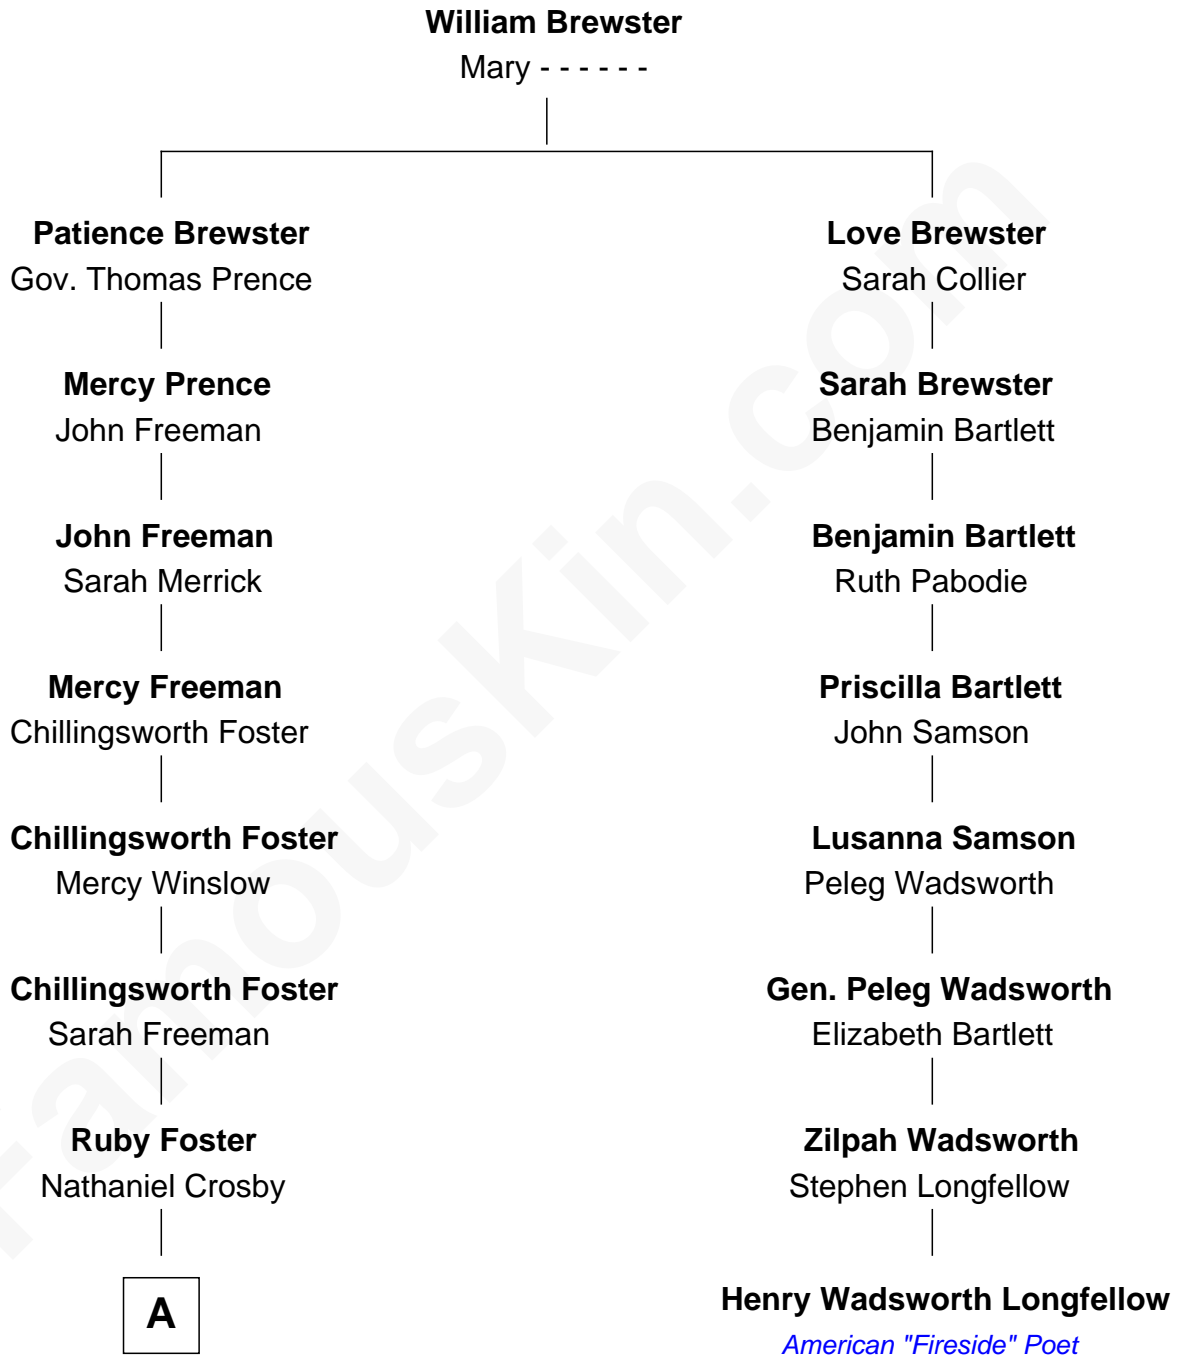 William Brewster
Mary - - - - - -
Patience Brewster
Gov. Thomas Prence
Love Brewster
Sarah Collier
Mercy Prence
John Freeman
Sarah Brewster
Benjamin Bartlett
John Freeman
Sarah Merrick
Benjamin Bartlett
Ruth Pabodie
Mercy Freeman
Chillingsworth Foster
Priscilla Bartlett
John Samson
Chillingsworth Foster
Mercy Winslow
Lusanna Samson
Peleg Wadsworth
Chillingsworth Foster
Sarah Freeman
Gen. Peleg Wadsworth
Elizabeth Bartlett
Ruby Foster
Nathaniel Crosby
Zilpah Wadsworth
Stephen Longfellow
A
Henry Wadsworth Longfellow
American "Fireside" Poet
FamousKin.com